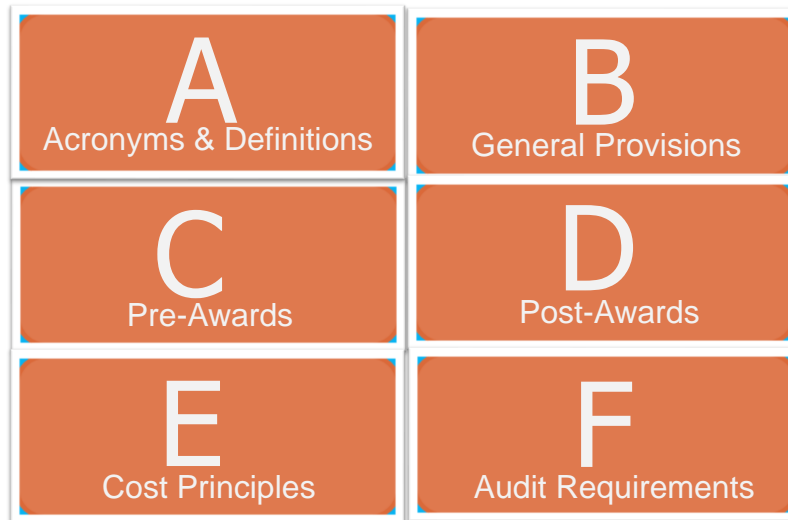 A
Acronyms & Definitions
B
General Provisions
C
Pre-Awards
D
Post-Awards
E
Cost Principles
F
Audit Requirements